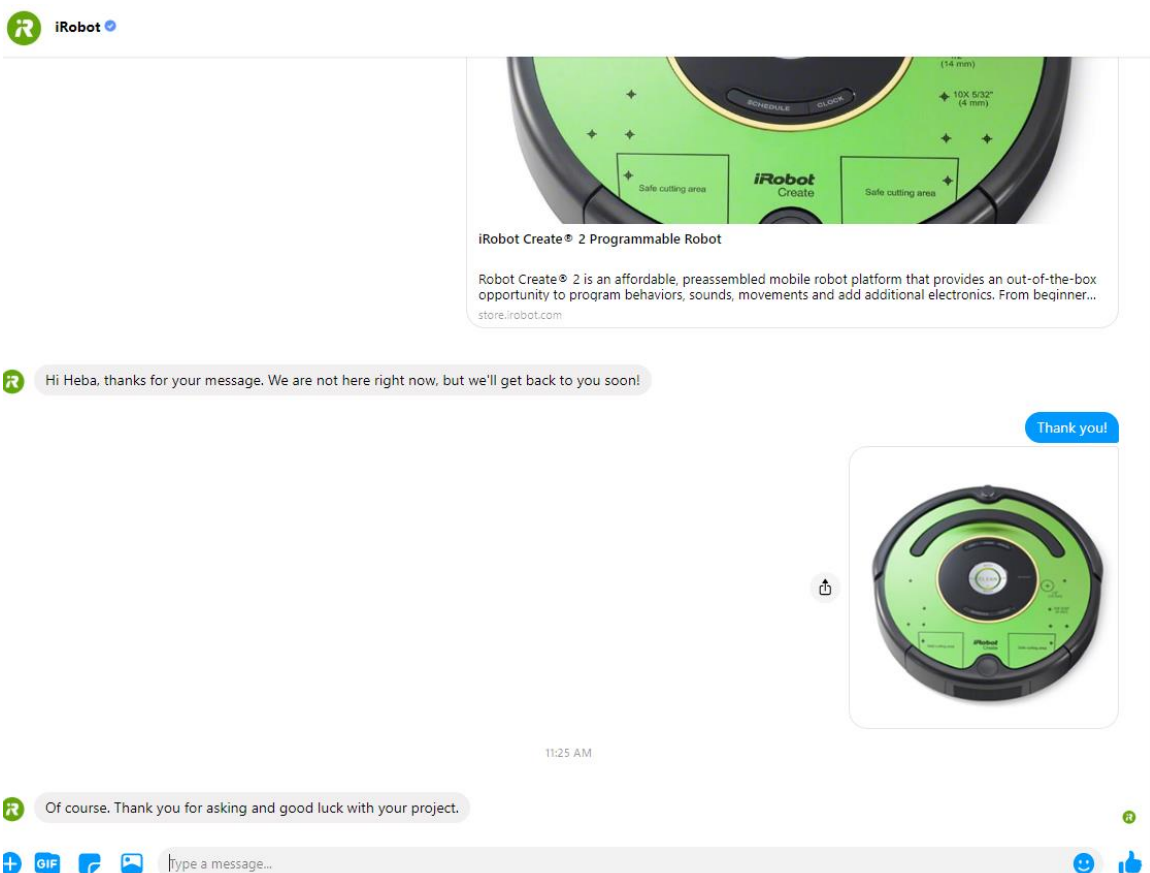 iRobot
(14 mm)
SCHEDULE CLOCK
10X 5/32"
(4 mm)
Safe cutting area
iRobot
Create
Safe cutting area
iRobot Create® 2 Programmable Robot
Robot Create® 2 is an affordable, preassembled mobile robot platform that provides an out-of-the-box
opportunity to program behaviors, sounds, movements and add additional electronics. From beginner...
store.irobot.com
Hi Heba, thanks for your message. We are not here right now, but we'll get back to you soon!
Thank you!
CLEAN
iRobot
Create
11:25 AM
Of course. Thank you for asking and good luck with your project.
GIF
Type a message...